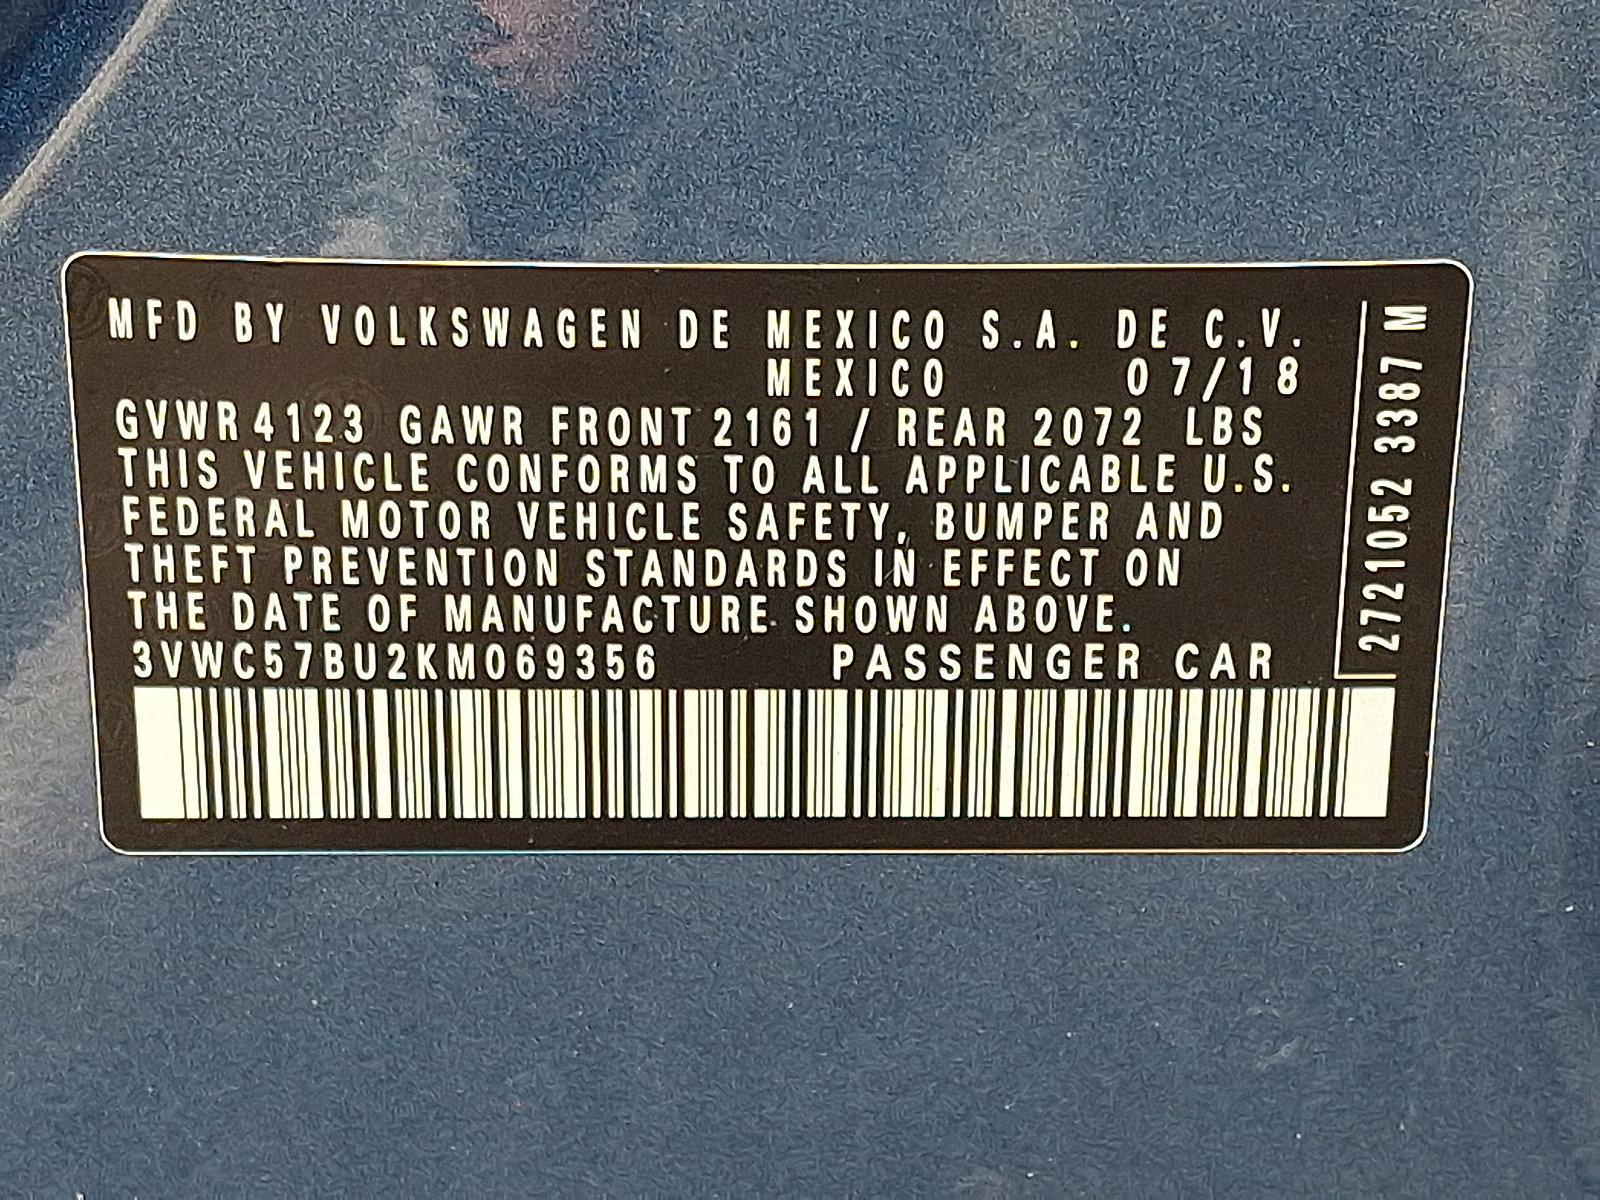 MFD BY VOLKSWAGEN DE MEXICO S.A. DE C.V.
MEXICO 07/18
GVWR 4123 GAWR FRONT 2161 / REAR 2072 LBS
THIS VEHICLE CONFORMS TO ALL APPLICABLE U.S.
FEDERAL MOTOR VEHICLE SAFETY, BUMPER AND
THEFT PREVENTION STANDARDS IN EFFECT ON
THE DATE OF MANUFACTURE SHOWN ABOVE.
3VWC57BU2KM069356 PASSENGER CAR
2721052 3387 M